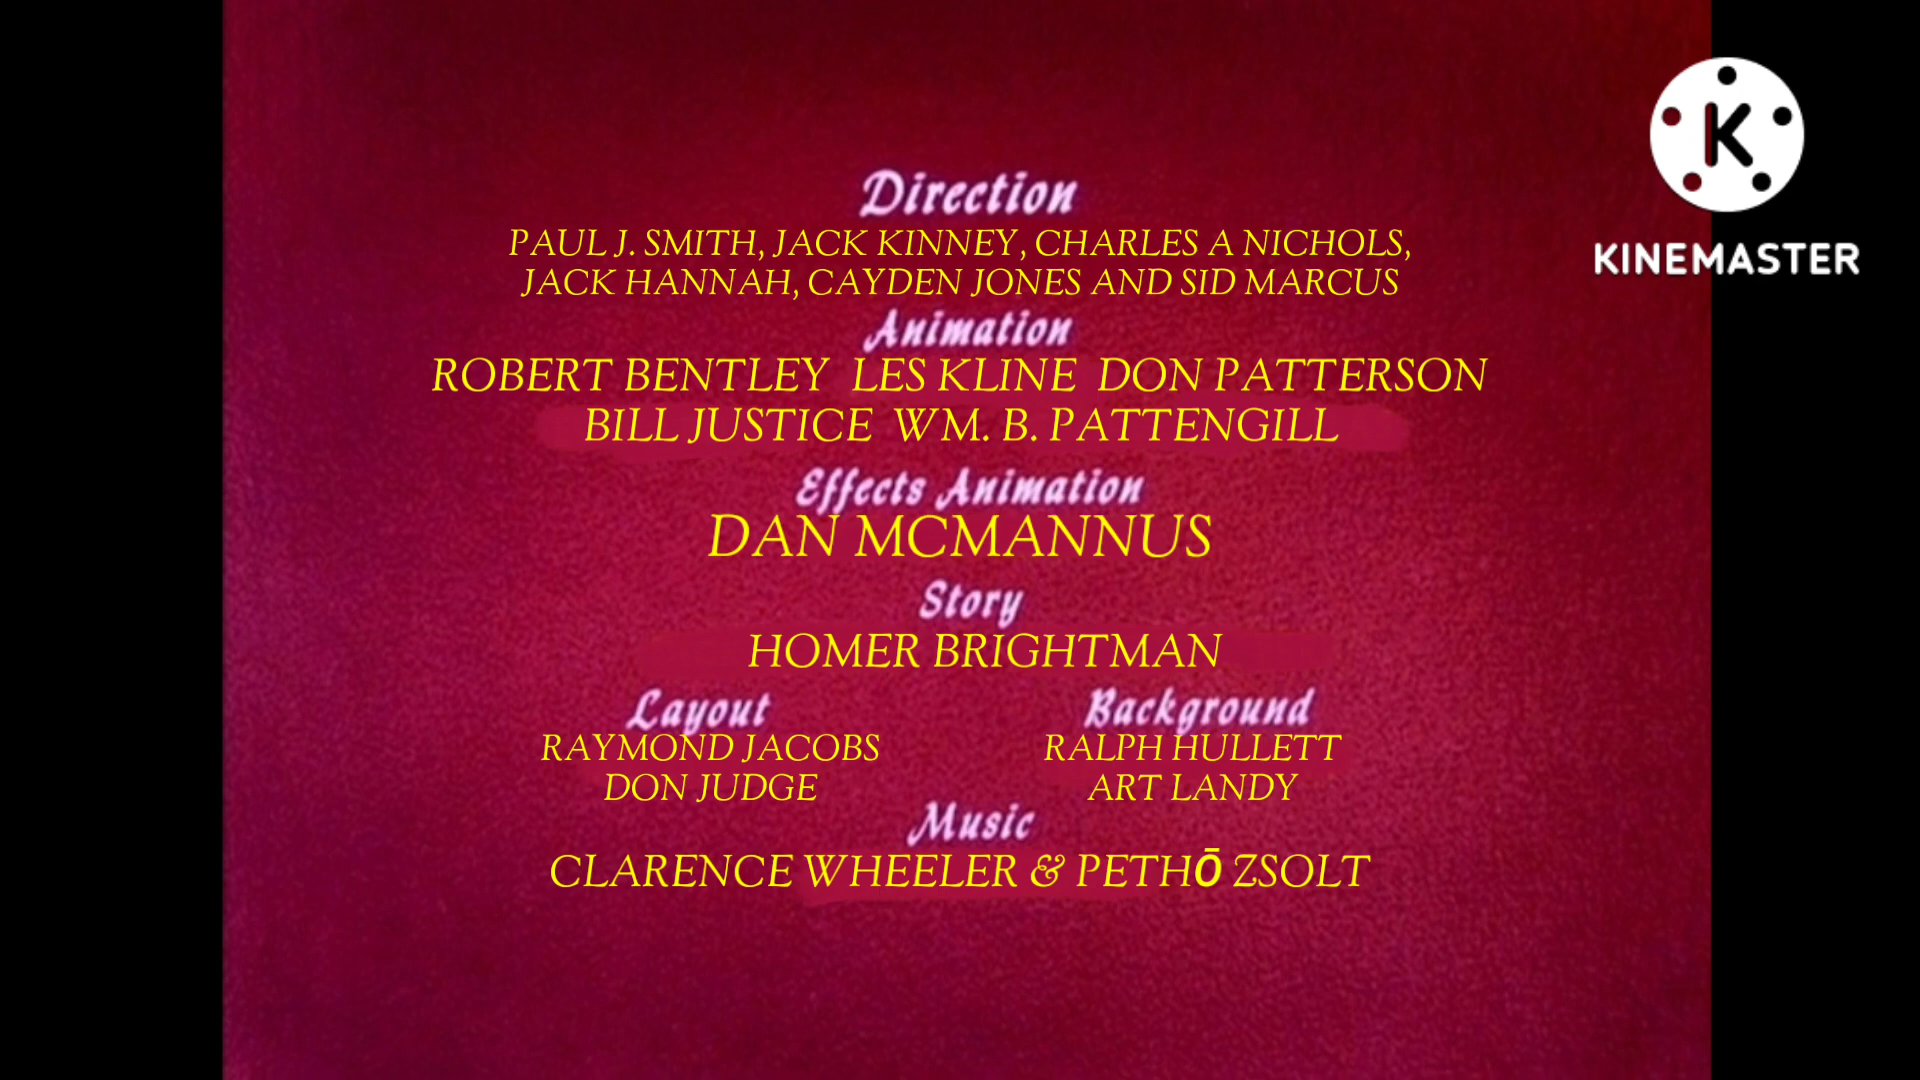 Direction
PAUL J. SMITH, JACK KINNEY, CHARLES A NICHOLS,
JACK HANNAH, CAYDEN JONES AND SID MARCUS
Animation
ROBERT BENTLEY LES KLINE DON PATTERSON
BILL JUSTICE WM. B. PATTENGILL
Effects Animation
DAN MCMANNUS
Story
HOMER BRIGHTMAN
Layout
RAYMOND JACOBS
DON JUDGE
Background
RALPH HULLETT
ART LANDY
Music
CLARENCE WHEELER & PETHŌ ZSOLT
K
KINEMASTER